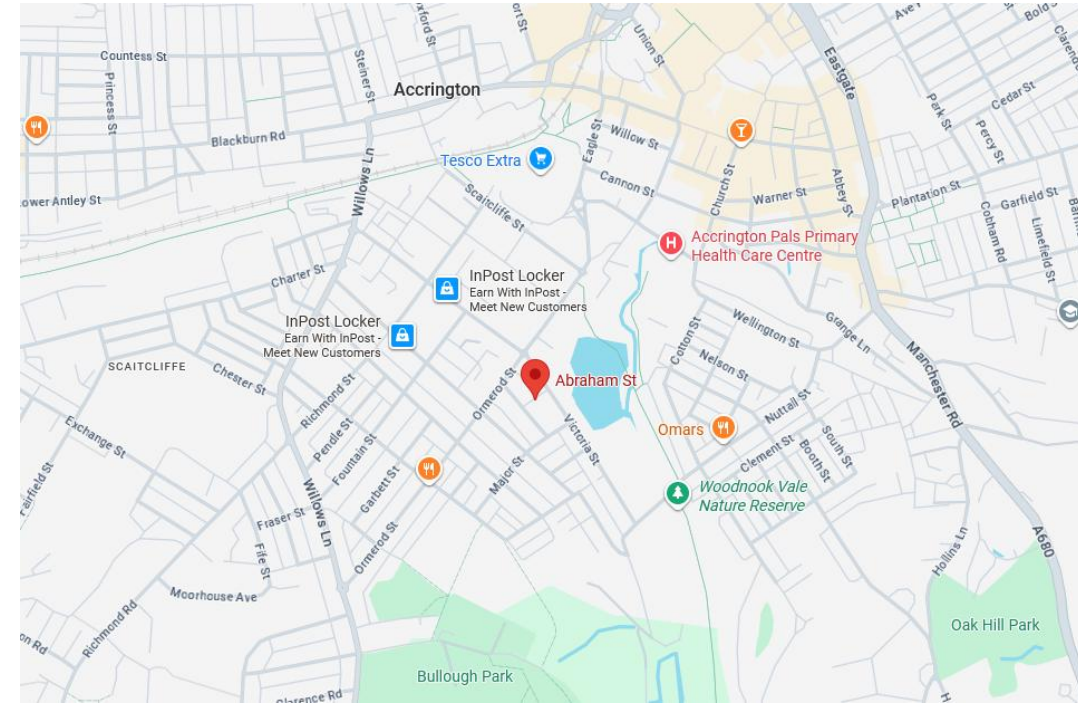 Countess St
Princess St
Steiner St
Union St
Eastgate
Bold S
Accrington
Cedar St
Park St
Percy St
Blackburn Rd
Willows Ln
Eagle St
Willow St
Tesco Extra
Scaitcliffe St
Cannon St
Church St
Warner St
Abbey St
Plantation St
Garfield St
Cobham Rd
Limefield St
ower Antley St
Accrington Pals Primary
Health Care Centre
Charter St
InPost Locker
Earn With InPost -
Meet New Customers
InPost Locker
Earn With InPost -
Meet New Customers
Wellington St
Grange Ln
Cotton St
Nelson St
Manchester Rd
SCAITCLIFFE
Chester St
Richmond St
Ormerod St
Abraham St
Victoria St
Exchange St
Pendle St
Fountain St
Garbett St
Major St
Omars
Nuttall St
Clement St
South St
Booth St
airfield St
Willows Ln
Woodnook Vale
Nature Reserve
Fraser St
Fife St
Ormerod St
Hollins Ln
A680
Moorhouse Ave
Richmond Rd
on Rd
Oak Hill Park
Bullough Park
Clarence Rd
H